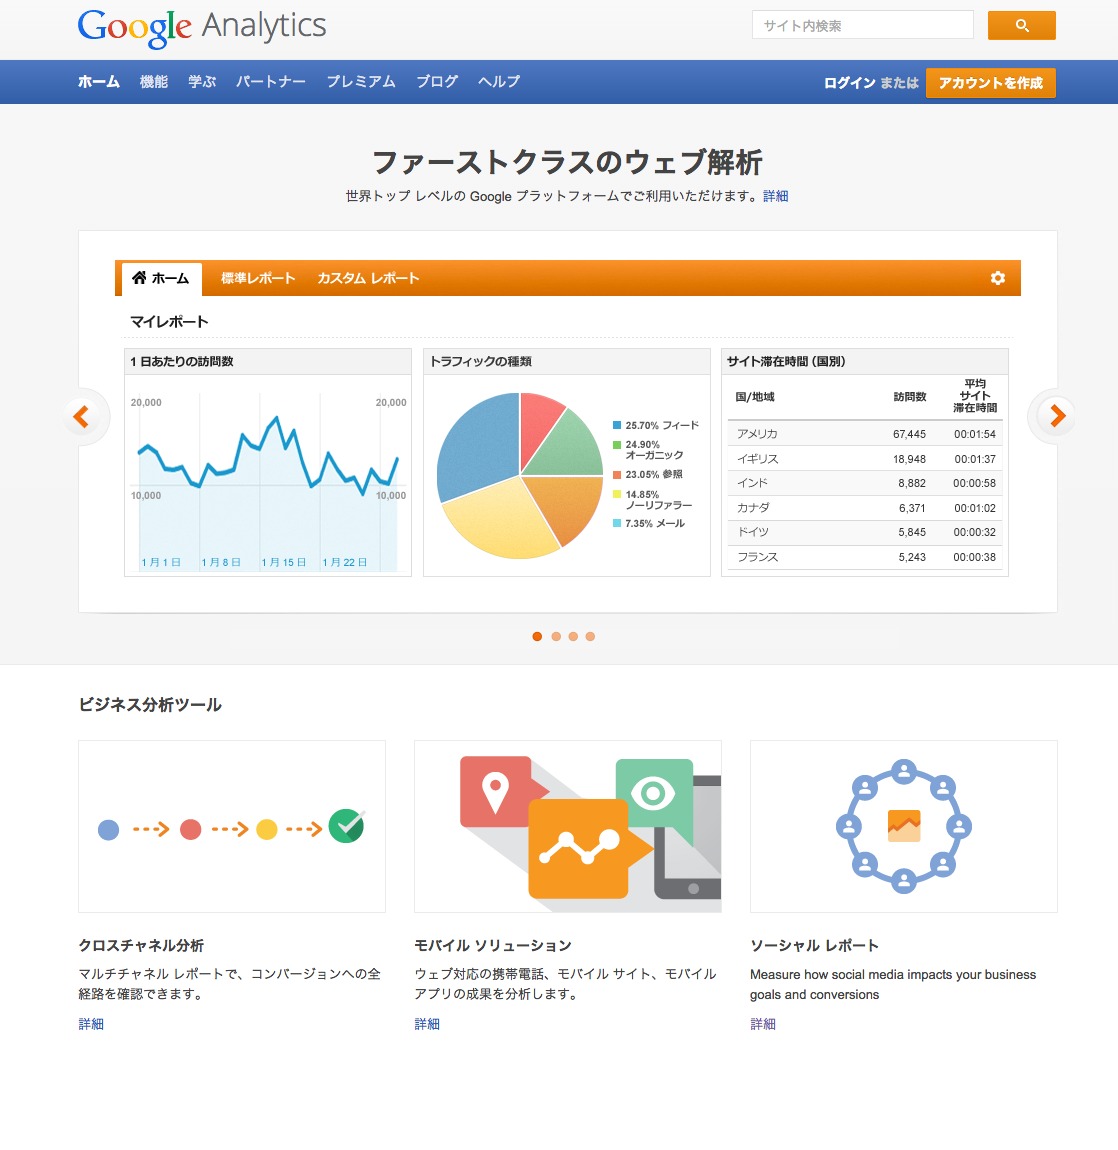 Google Analytics
サイト内検索
ホーム 機能 学ぶ パートナー プレミアム ブログ ヘルプ ログイン または アカウントを作成
ファーストクラスのウェブ解析
世界トップ レベルの Google プラットフォームでご利用いただけます。詳細
ホーム 標準レポート カスタム レポート
マイレポート
1 日あたりの訪問数
20,000 20,000
10,000 10,000
1 月 1 日 1 月 8 日 1 月 15 日 1 月 22 日
トラフィックの種類
25.70% フィード
24.90%
オーガニック
23.05% 参照
14.85%
ノーリファラー
7.35% メール
サイト滞在時間（国別）
国/地域 訪問数 平均
サイト
滞在時間
アメリカ 67,445 00:01:54
イギリス 18,948 00:01:37
インド 8,882 00:00:58
カナダ 6,371 00:01:02
ドイツ 5,845 00:00:32
フランス 5,243 00:00:38
ビジネス分析ツール
クロスチャネル分析
マルチチャネル レポートで、コンバージョンへの全
経路を確認できます。
詳細
モバイル ソリューション
ウェブ対応の携帯電話、モバイル サイト、モバイル
アプリの成果を分析します。
詳細
ソーシャル レポート
Measure how social media impacts your business
goals and conversions
詳細